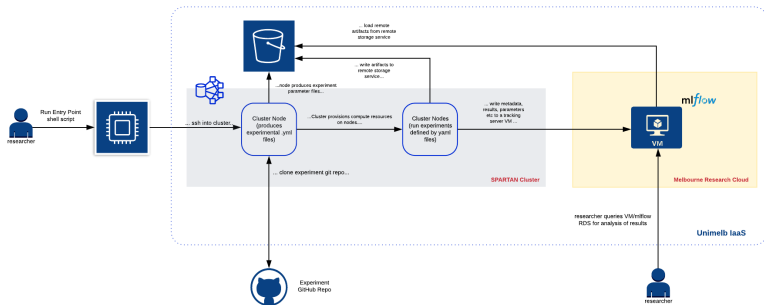 ... load remote
artifacts from remote
storage service
... write artifacts to
remote storage
service...
...node produces experiment
parameter files...
mlflow
Run Entry Point
shell script
researcher
... ssh into cluster...
Cluster Node
(produces
experimental .yml
files)
...Cluster provisions compute resources
on nodes....
Cluster Nodes
(run experiments
defined by yaml
files)
... write metadata,
results, parameters
etc to a tracking
server VM ...
VM
... clone experiment git repo...
SPARTAN Cluster
Melbourne Research Cloud
researcher queries VM/mlflow
RDS for analysis of results
Unimelb IaaS
Experiment
GitHub Repo
researcher